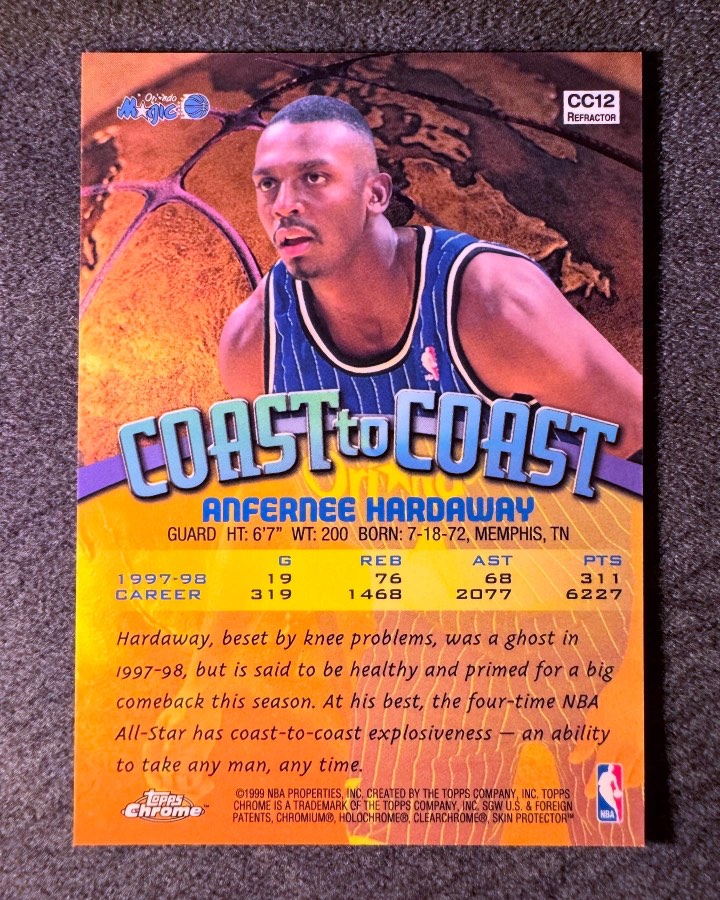 Orlando
Magic
CC12
REFRACTOR
COAST to COAST
ANFERNEE HARDAWAY
GUARD HT: 6'7" WT: 200 BORN: 7-18-72, MEMPHIS, TN
G REB AST PTS
1997-98 19 76 68 311
CAREER 319 1468 2077 6227
Hardaway, beset by knee problems, was a ghost in
1997-98, but is said to be healthy and primed for a big
comeback this season. At his best, the four-time NBA
All-Star has coast-to-coast explosiveness — an ability
to take any man, any time.
Topps
Chrome™
©1999 NBA PROPERTIES, INC. CREATED BY THE TOPPS COMPANY, INC. TOPPS
CHROME IS A TRADEMARK OF THE TOPPS COMPANY, INC. SGW U.S. & FOREIGN
PATENTS, CHROMIUM®, HOLOCHROME®, CLEARCHROME®, SKIN PROTECTOR™
NBA